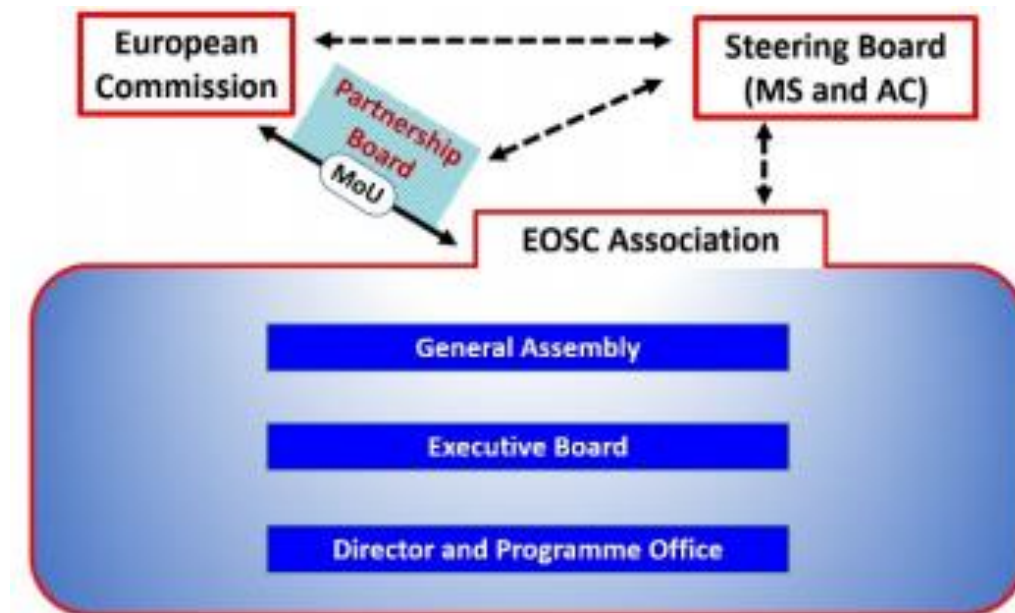 European
Commission
Steering Board
(MS and AC)
Partnership
Board
MoU
EOSC Association
General Assembly
Executive Board
Director and Programme Office